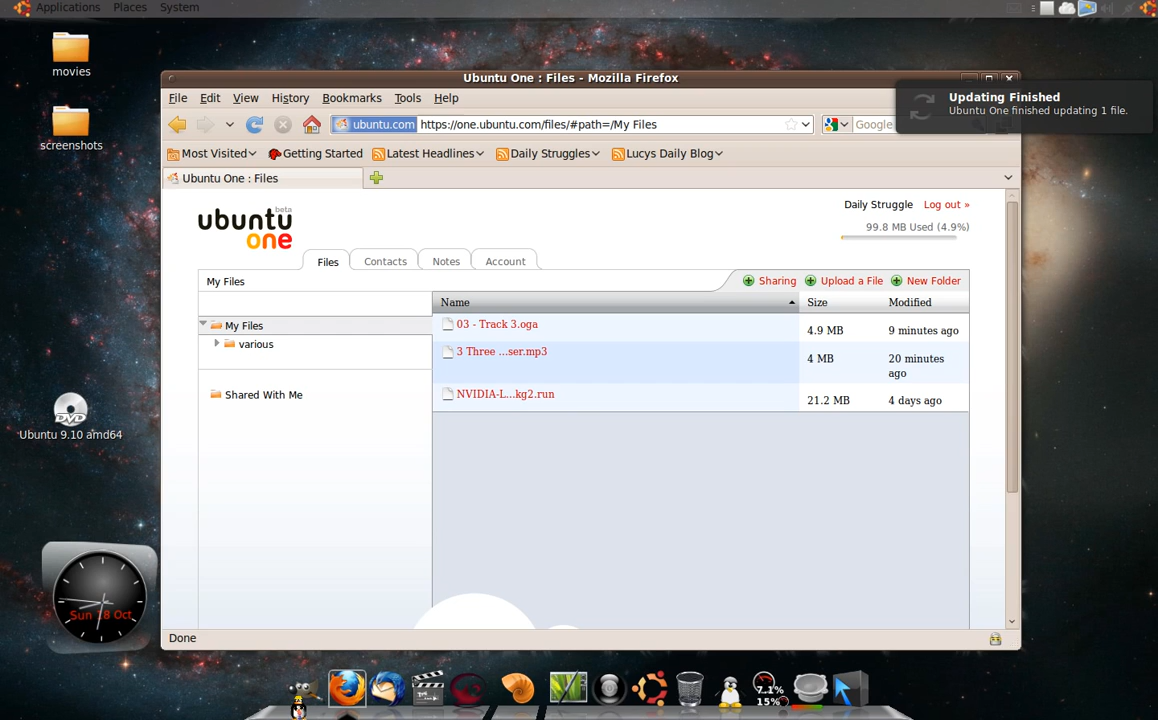 Applications Places System
movies
screenshots
Ubuntu 9.10 amd64
Sun 18 Oct
Ubuntu One : Files - Mozilla Firefox
Updating Finished
Ubuntu One finished updating 1 file.
File Edit View History Bookmarks Tools Help
ubuntu.com https://one.ubuntu.com/files/#path=/My Files
Google
Most Visited Getting Started Latest Headlines Daily Struggles Lucys Daily Blog
Ubuntu One : Files
ubuntu beta
one
Daily Struggle Log out »
99.8 MB Used (4.9%)
Files Contacts Notes Account
My Files
Sharing Upload a File New Folder
Name Size Modified
My Files
various
Shared With Me
03 - Track 3.oga 4.9 MB 9 minutes ago
3 Three ...ser.mp3 4 MB 20 minutes
ago
NVIDIA-L...kg2.run 21.2 MB 4 days ago
Done
DVD
7.1%
15%